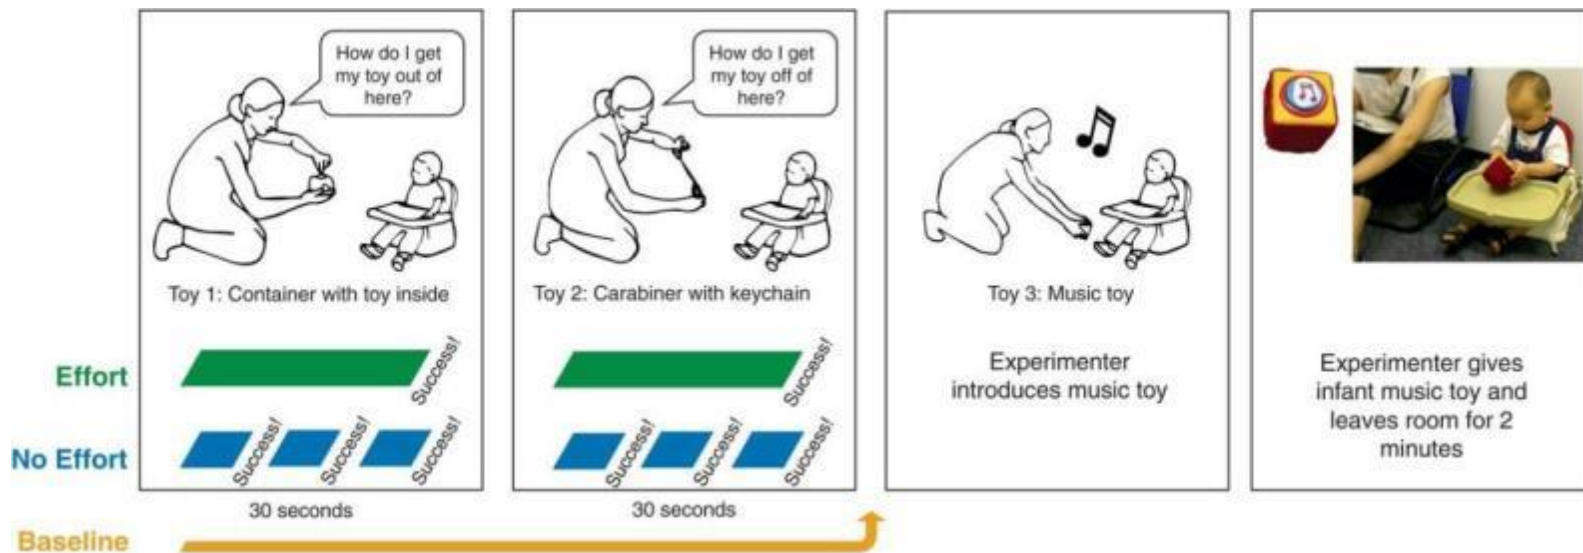 How do I get
my toy out of
here?
Toy 1: Container with toy inside
How do I get
my toy off of
here?
Toy 2: Carabiner with keychain
Toy 3: Music toy
Experimenter
introduces music toy
Experimenter gives
infant music toy and
leaves room for 2
minutes
Effort
Success!
Success!
No Effort
Success!
Success!
Success!
Success!
Success!
Success!
30 seconds
30 seconds
Baseline